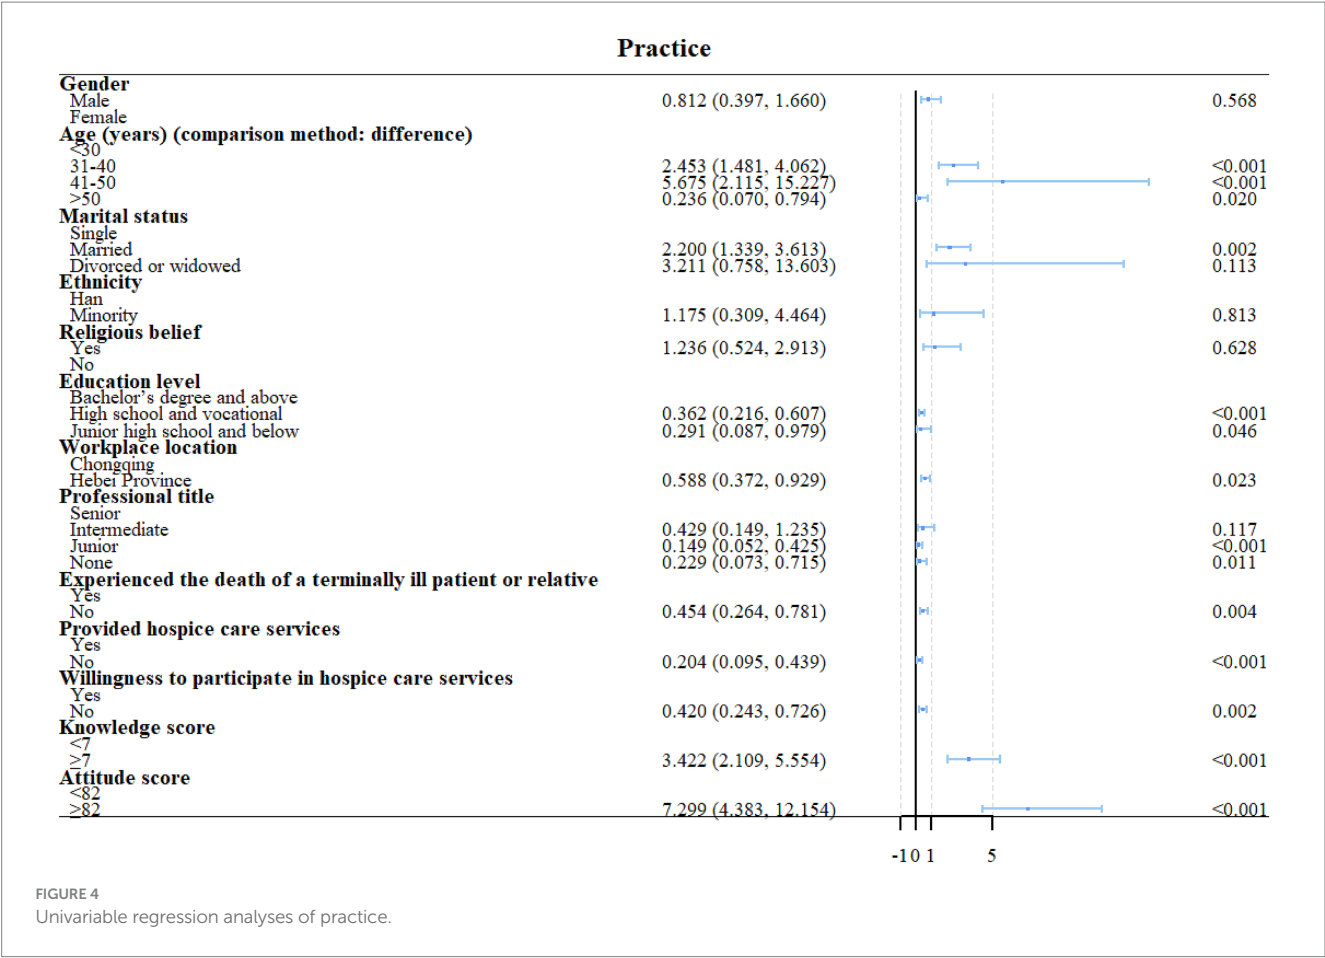 Practice
Gender
Male 0.812 (0.397, 1.660) 0.568
Female
Age (years) (comparison method: difference)
<30
31-40 2.453 (1.481, 4.062) <0.001
41-50 5.675 (2.115, 15.227) <0.001
>50 0.236 (0.070, 0.794) 0.020
Marital status
Single
Married 2.200 (1.339, 3.613) 0.002
Divorced or widowed 3.211 (0.758, 13.603) 0.113
Ethnicity
Han
Minority 1.175 (0.309, 4.464) 0.813
Religious belief
Yes 1.236 (0.524, 2.913) 0.628
No
Education level
Bachelor's degree and above
High school and vocational 0.362 (0.216, 0.607) <0.001
Junior high school and below 0.291 (0.087, 0.979) 0.046
Workplace location
Chongqing
Hebei Province 0.588 (0.372, 0.929) 0.023
Professional title
Senior
Intermediate 0.429 (0.149, 1.235) 0.117
Junior 0.149 (0.052, 0.425) <0.001
None 0.229 (0.073, 0.715) 0.011
Experienced the death of a terminally ill patient or relative
Yes
No 0.454 (0.264, 0.781) 0.004
Provided hospice care services
Yes
No 0.204 (0.095, 0.439) <0.001
Willingness to participate in hospice care services
Yes
No 0.420 (0.243, 0.726) 0.002
Knowledge score
<7
≥7 3.422 (2.109, 5.554) <0.001
Attitude score
<82
≥82 7.299 (4.383, 12.154) <0.001
-1 0 1 5
FIGURE 4
Univariable regression analyses of practice.